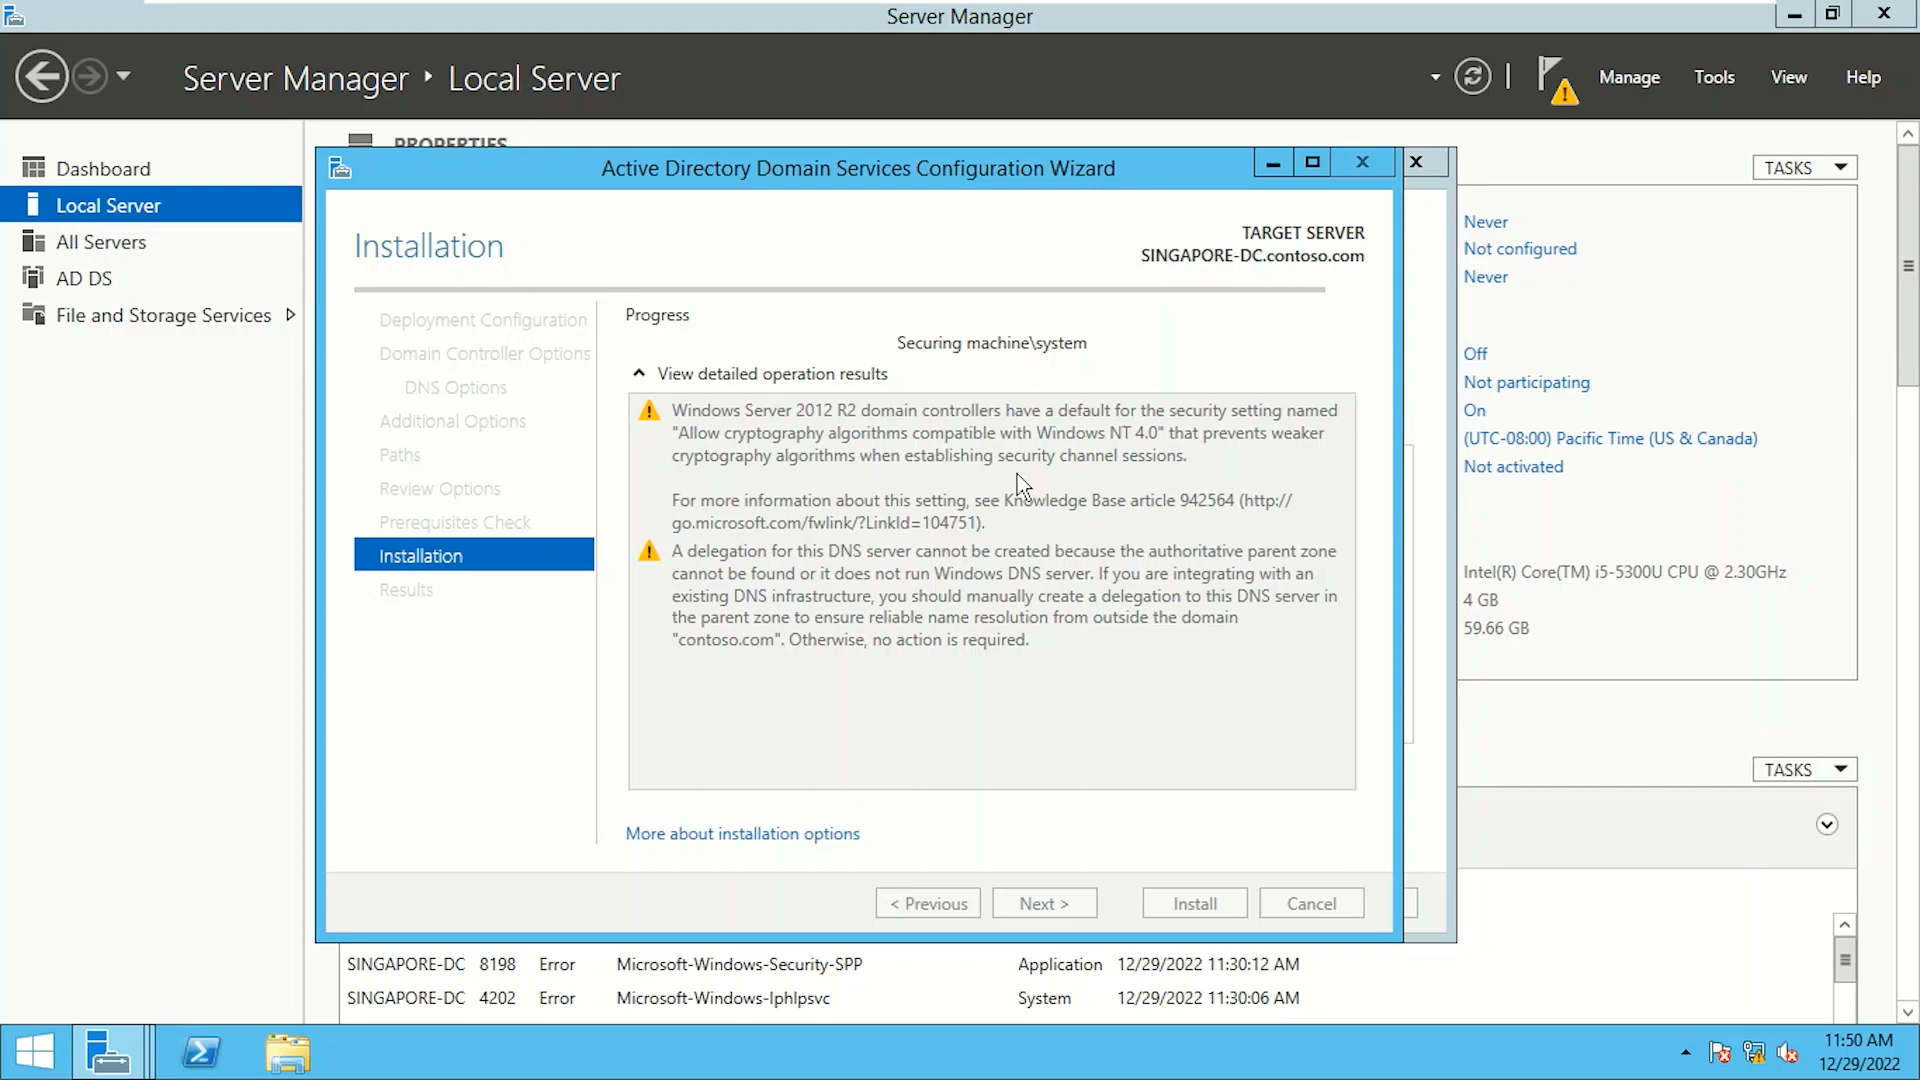 Server Manager
Server Manager ‣ Local Server
Manage Tools View Help
Dashboard
Local Server
All Servers
AD DS
File and Storage Services
PROPERTIES
TASKS
Active Directory Domain Services Configuration Wizard
Installation
TARGET SERVER
SINGAPORE-DC.contoso.com
Deployment Configuration
Domain Controller Options
DNS Options
Additional Options
Paths
Review Options
Prerequisites Check
Installation
Results
Progress
Securing machine\system
View detailed operation results
Windows Server 2012 R2 domain controllers have a default for the security setting named
"Allow cryptography algorithms compatible with Windows NT 4.0" that prevents weaker
cryptography algorithms when establishing security channel sessions.
For more information about this setting, see Knowledge Base article 942564 (http://
go.microsoft.com/fwlink/?LinkId=104751).
A delegation for this DNS server cannot be created because the authoritative parent zone
cannot be found or it does not run Windows DNS server. If you are integrating with an
existing DNS infrastructure, you should manually create a delegation to this DNS server in
the parent zone to ensure reliable name resolution from outside the domain
"contoso.com". Otherwise, no action is required.
More about installation options
< Previous Next > Install Cancel
Never
Not configured
Never
Off
Not participating
On
(UTC-08:00) Pacific Time (US & Canada)
Not activated
Intel(R) Core(TM) i5-5300U CPU @ 2.30GHz
4 GB
59.66 GB
TASKS
SINGAPORE-DC 8198 Error Microsoft-Windows-Security-SPP Application 12/29/2022 11:30:12 AM
SINGAPORE-DC 4202 Error Microsoft-Windows-Iphlpsvc System 12/29/2022 11:30:06 AM
11:50 AM
12/29/2022